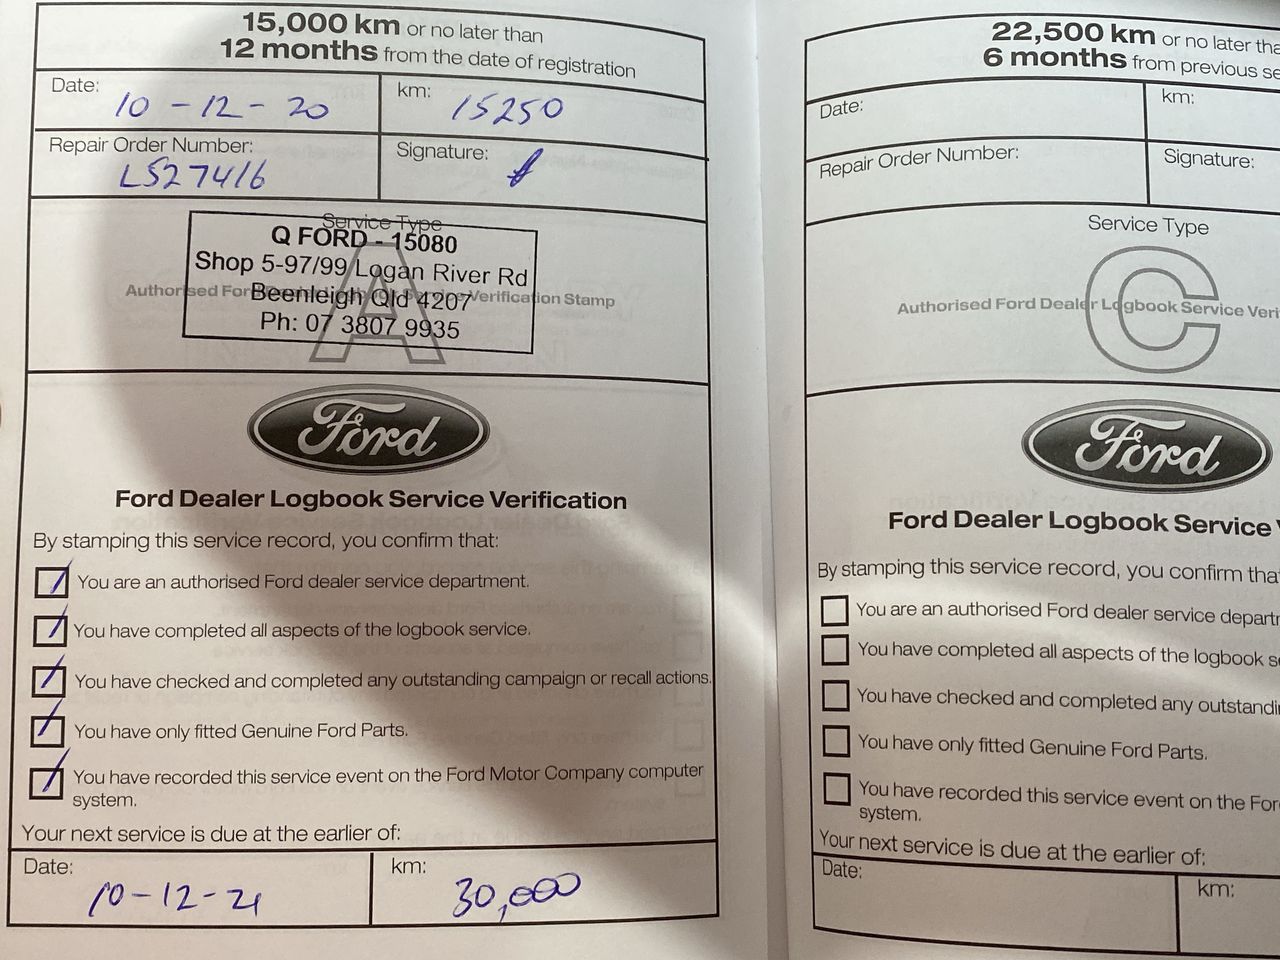 15,000 km or no later than
12 months from the date of registration
Date: 10-12-20
km: 15250
Repair Order Number: LS27416
Signature:
Service Type
A
Authorised Ford Dealer Logbook Service Verification Stamp
Q FORD - 15080
Shop 5-97/99 Logan River Rd
Beenleigh Qld 4207
Ph: 07 3807 9935
Ford
Ford Dealer Logbook Service Verification
By stamping this service record, you confirm that:
You are an authorised Ford dealer service department.
You have completed all aspects of the logbook service.
You have checked and completed any outstanding campaign or recall actions.
You have only fitted Genuine Ford Parts.
You have recorded this service event on the Ford Motor Company computer
system.
Your next service is due at the earlier of:
Date: 10-12-21
km: 30,000
22,500 km or no later tha
6 months from previous se
Date:
km:
Repair Order Number:
Signature:
Service Type
C
Authorised Ford Dealer Logbook Service Veri
Ford
Ford Dealer Logbook Service
By stamping this service record, you confirm tha
You are an authorised Ford dealer service departr
You have completed all aspects of the logbook s
You have checked and completed any outstandi
You have only fitted Genuine Ford Parts.
You have recorded this service event on the For
system.
Your next service is due at the earlier of:
Date:
km: